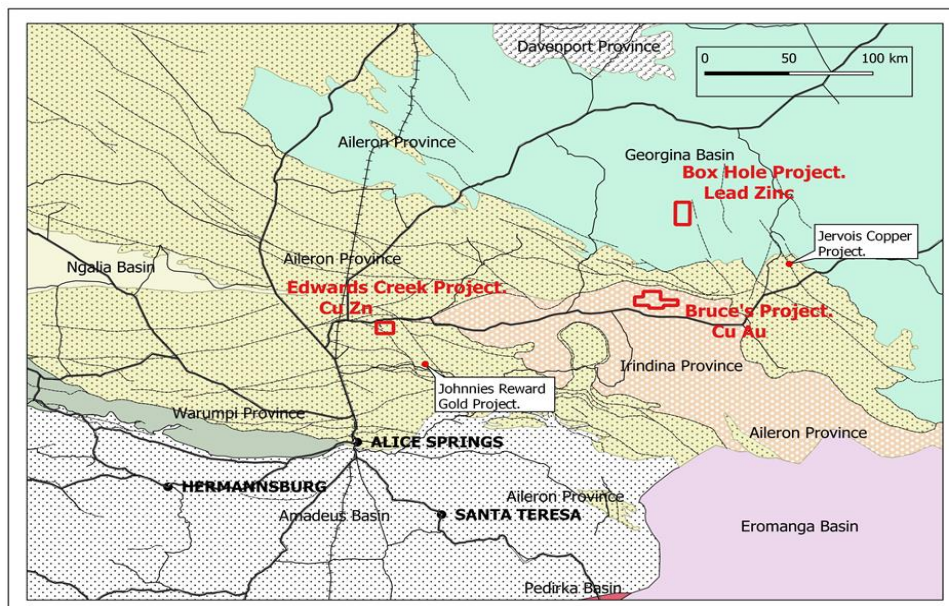 Davenport Province
0 50 100 km
Aileron Province
Georgina Basin
Box Hole Project.
Lead Zinc
Jervois Copper
Project.
Ngalia Basin
Aileron Province
Edwards Creek Project.
Cu Zn
Bruce's Project.
Cu Au
Irindina Province
Johnnies Reward
Gold Project.
Warumpi Province
Aileron Province
ALICE SPRINGS
HERMANNSBURG
Aileron Province
Amadeus Basin
SANTA TERESA
Eromanga Basin
Pedirka Basin